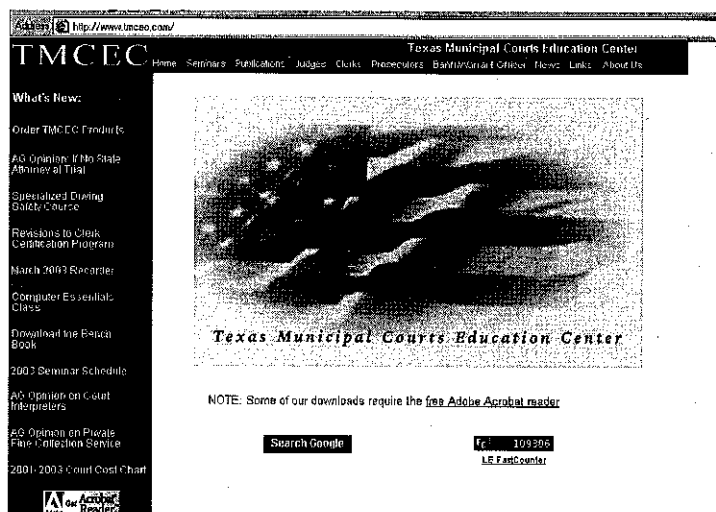 Address http://www.tmcec.com/
TMCEC
Texas Municipal Courts Education Center
Home Seminars Publications Judges Clerks Prosecutors Bailiff/Warrant Officer News Links About Us
What's New:
Order TMCEC Products
AG Opinion: If No State
Attorney at Trial
Specialized Driving
Safety Course
Revisions to Clerk
Certification Program
March 2003 Recorder
Computer Essentials
Class
Download the Bench
Book
2003 Seminar Schedule
AG Opinion on Court
Interpreters
AG Opinion on Private
Fine Collection Service
2001-2003 Court Cost Chart
Get Acrobat
Reader
Texas Municipal Courts Education Center
NOTE: Some of our downloads require the free Adobe Acrobat reader
Search Google
FC 109396
LE FastCounter